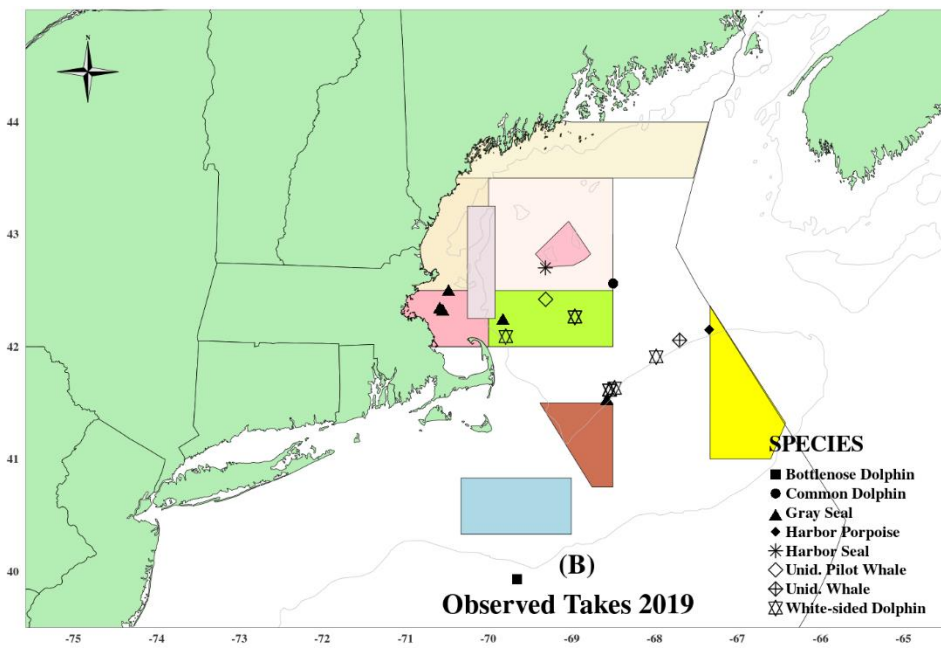 N
44
43
42
41
40
SPECIES
Bottlenose Dolphin
Common Dolphin
Gray Seal
Harbor Porpoise
Harbor Seal
Unid. Pilot Whale
Unid. Whale
White-sided Dolphin
(B)
Observed Takes 2019
-75 -74 -73 -72 -71 -70 -69 -68 -67 -66 -65